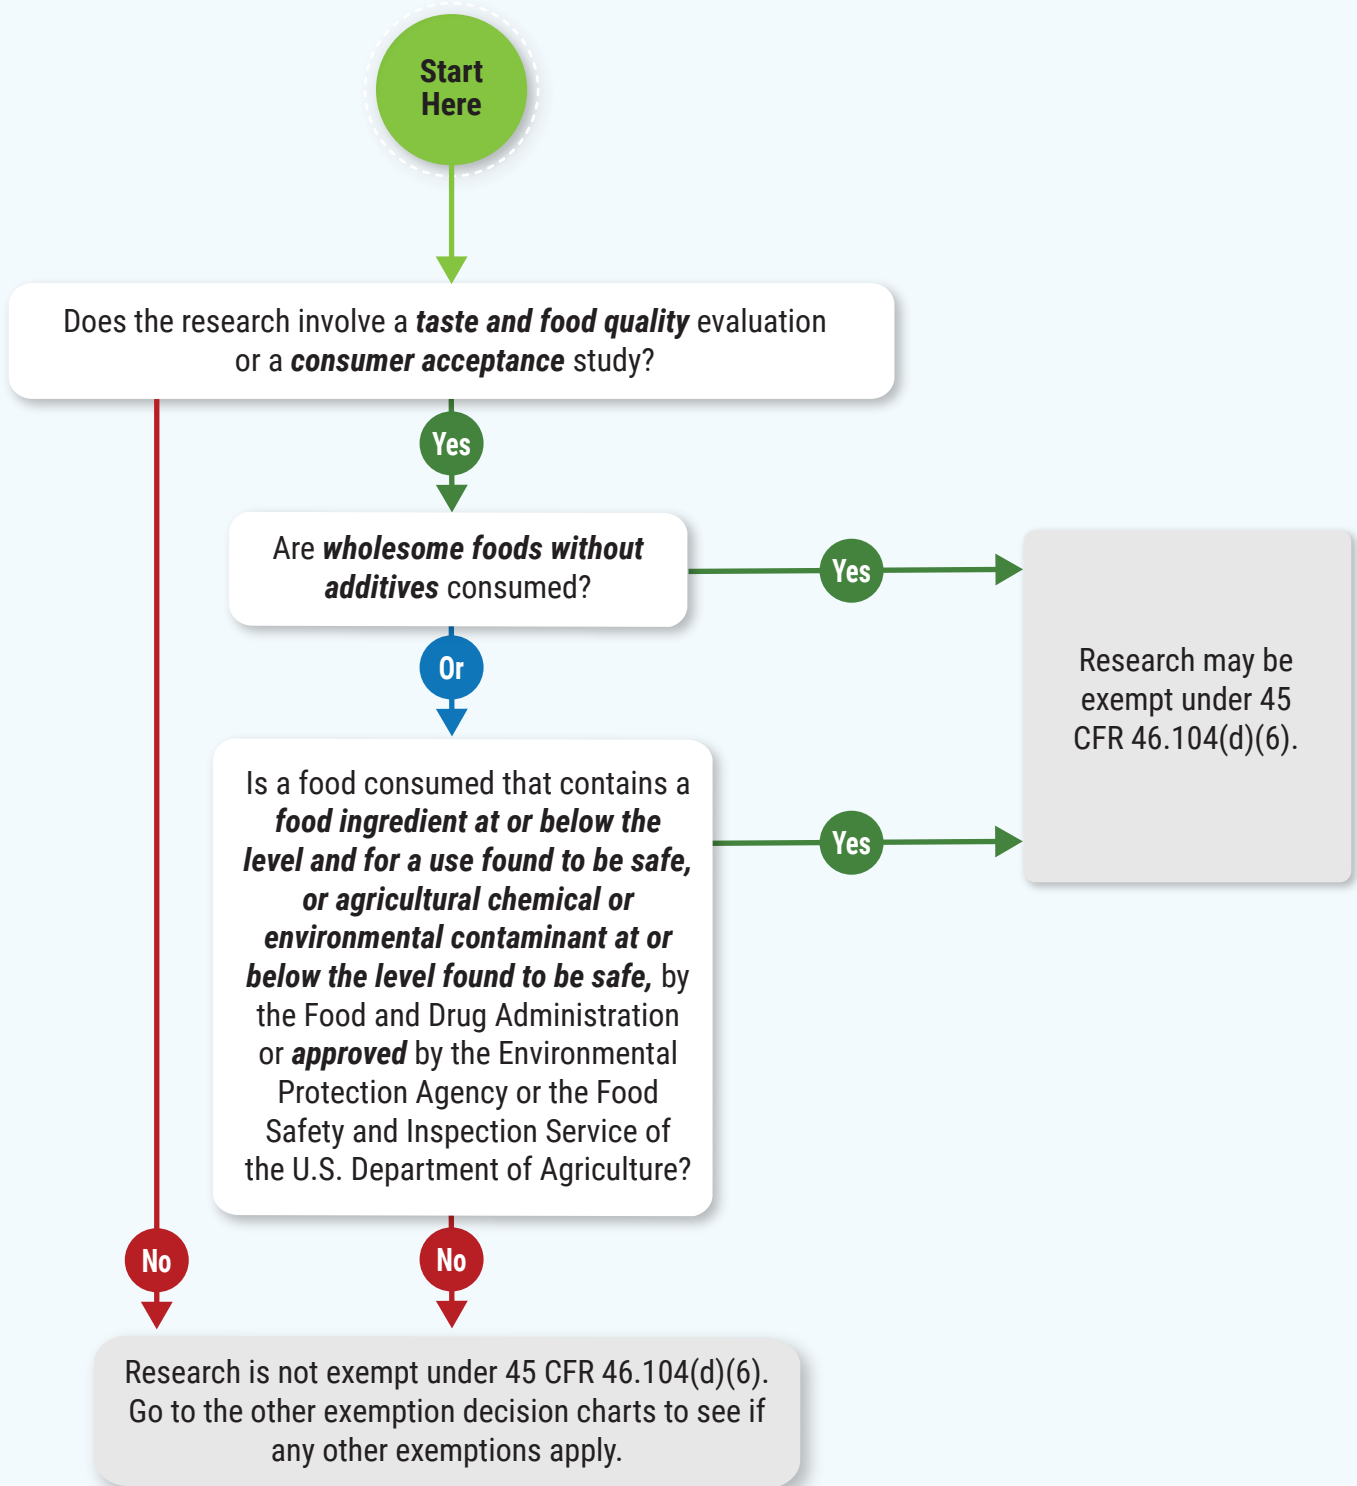 Start
Here
Does the research involve a taste and food quality evaluation
or a consumer acceptance study?
Yes
Are wholesome foods without
additives consumed?
Yes
Or
Research may be
exempt under 45
CFR 46.104(d)(6).
Is a food consumed that contains a
food ingredient at or below the
level and for a use found to be safe,
or agricultural chemical or
environmental contaminant at or
below the level found to be safe, by
the Food and Drug Administration
or approved by the Environmental
Protection Agency or the Food
Safety and Inspection Service of
the U.S. Department of Agriculture?
Yes
No
No
Research is not exempt under 45 CFR 46.104(d)(6).
Go to the other exemption decision charts to see if
any other exemptions apply.